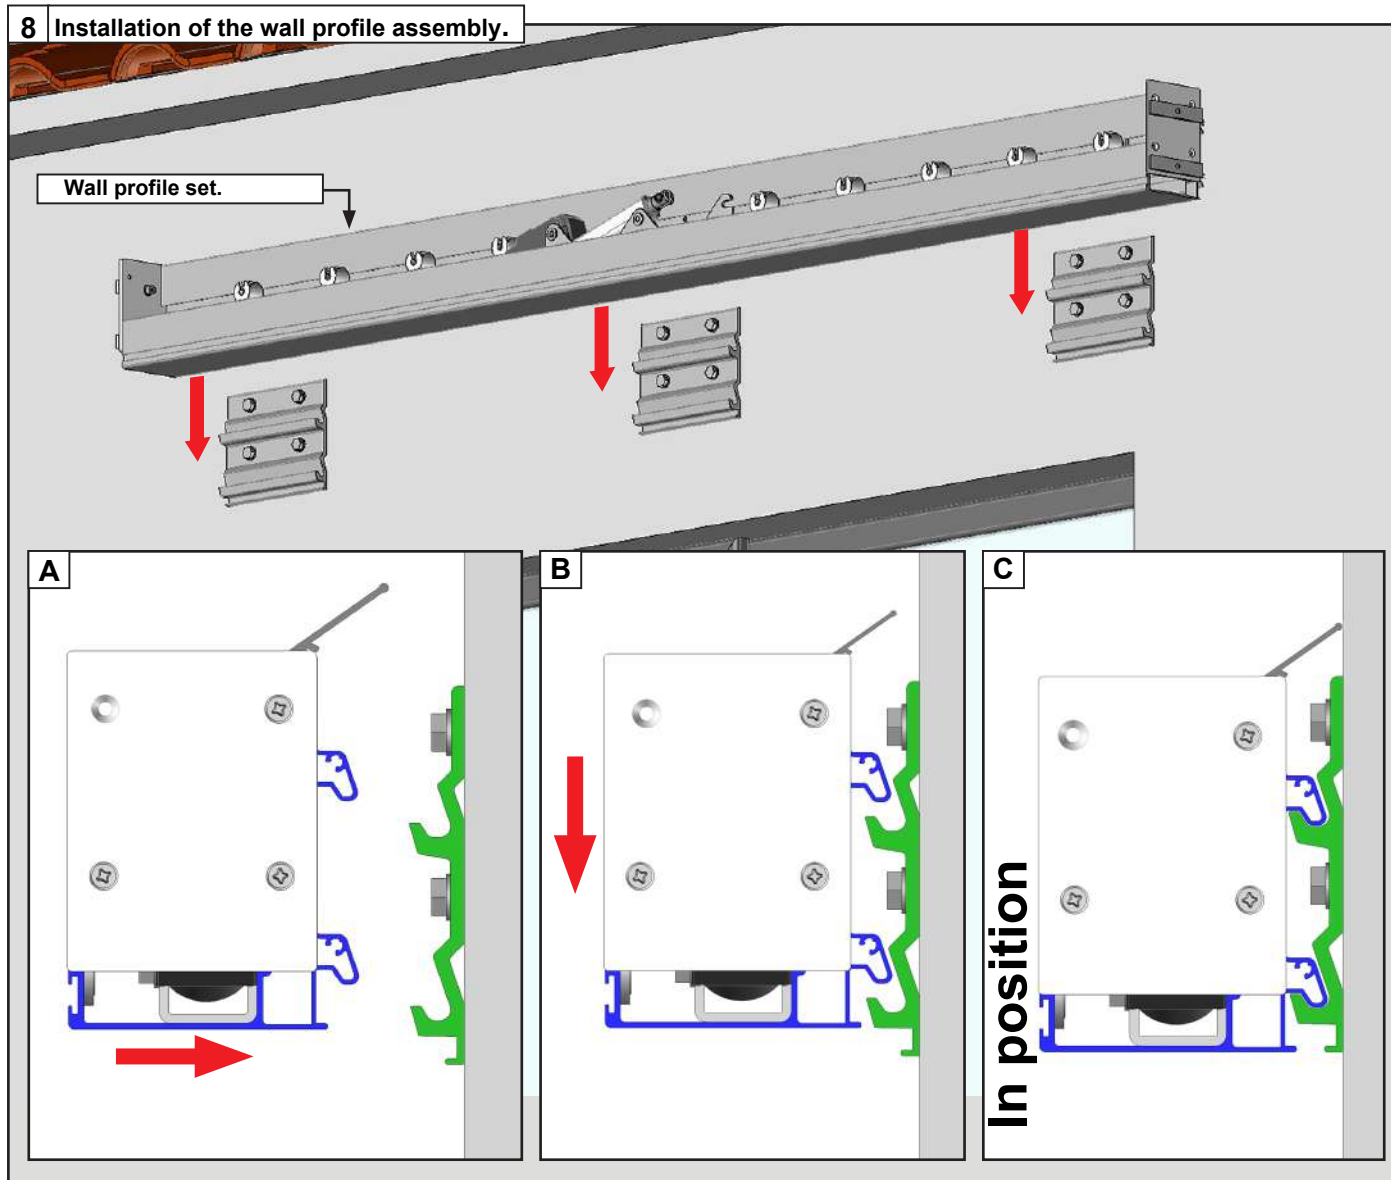 8 Installation of the wall profile assembly.
Wall profile set.
A
B
C
In position